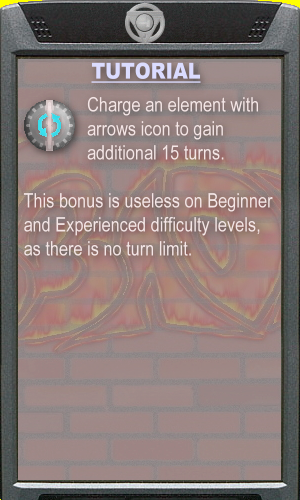 TUTORIAL
Charge an element with
arrows icon to gain
additional 15 turns.
This bonus is useless on Beginner
and Experienced difficulty levels,
as there is no turn limit.